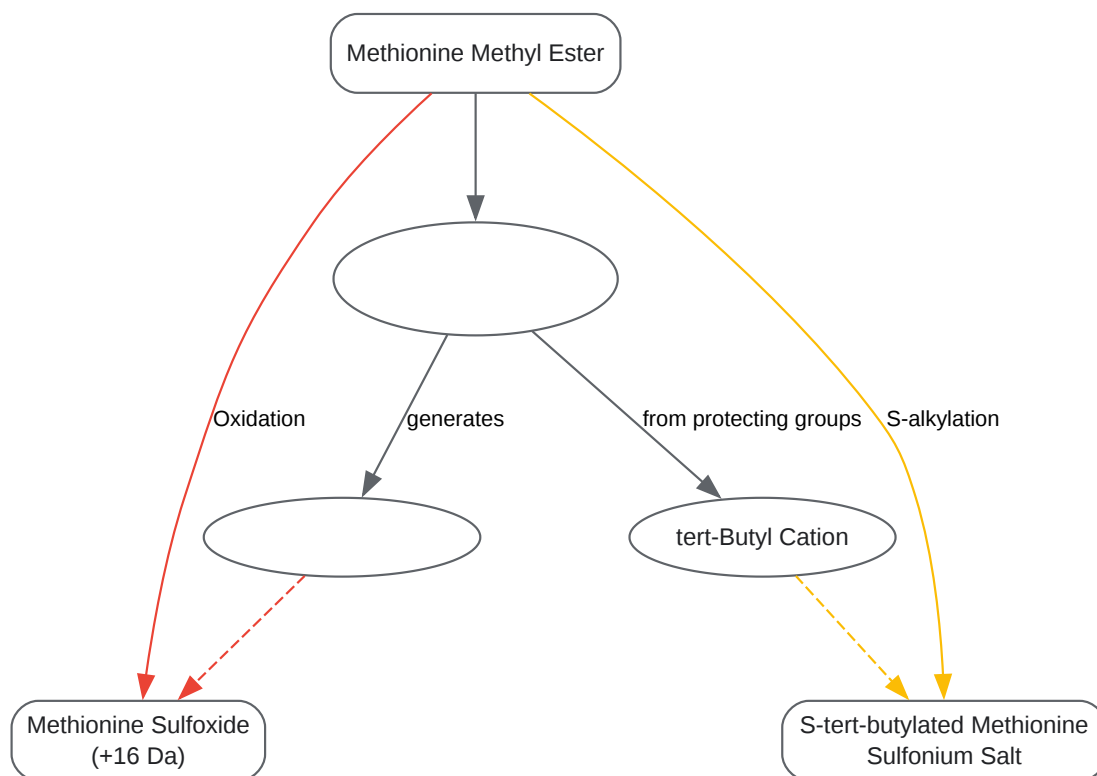 Methionine Methyl Ester
Oxidation
generates
from protecting groups
S-alkylation
tert-Butyl Cation
Methionine Sulfoxide
(+16 Da)
S-tert-butylated Methionine
Sulfonium Salt